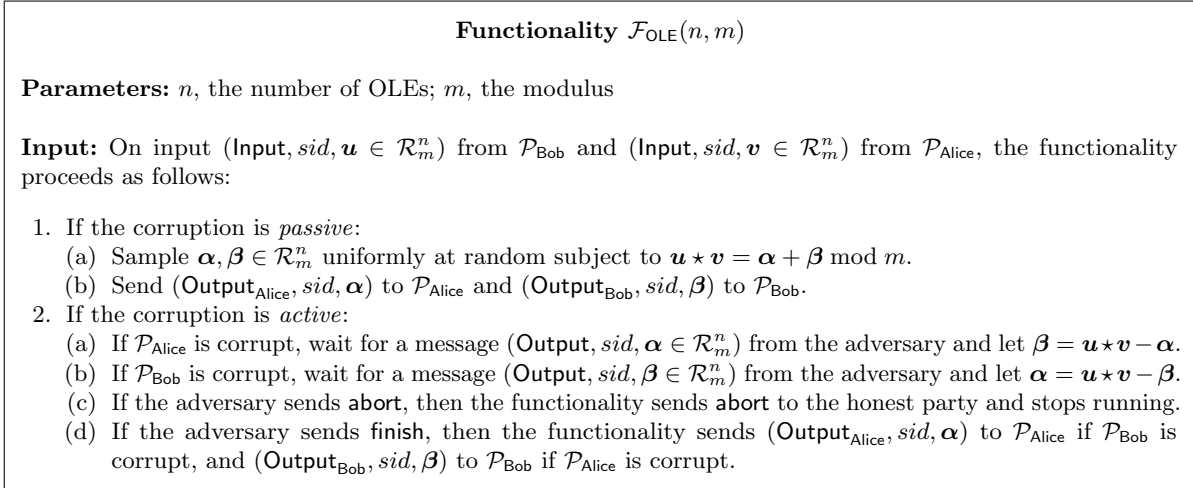 Functionality F_OLE(n, m)
Parameters: n, the number of OLEs; m, the modulus
Input: On input (Input, sid, u ∈ R_m^n) from P_Bob and (Input, sid, v ∈ R_m^n) from P_Alice, the functionality
proceeds as follows:
1. If the corruption is passive:
(a) Sample α, β ∈ R_m^n uniformly at random subject to u ⋆ v = α + β mod m.
(b) Send (Output_Alice, sid, α) to P_Alice and (Output_Bob, sid, β) to P_Bob.
2. If the corruption is active:
(a) If P_Alice is corrupt, wait for a message (Output, sid, α ∈ R_m^n) from the adversary and let β = u⋆v−α.
(b) If P_Bob is corrupt, wait for a message (Output, sid, β ∈ R_m^n) from the adversary and let α = u⋆v−β.
(c) If the adversary sends abort, then the functionality sends abort to the honest party and stops running.
(d) If the adversary sends finish, then the functionality sends (Output_Alice, sid, α) to P_Alice if P_Bob is
corrupt, and (Output_Bob, sid, β) to P_Bob if P_Alice is corrupt.